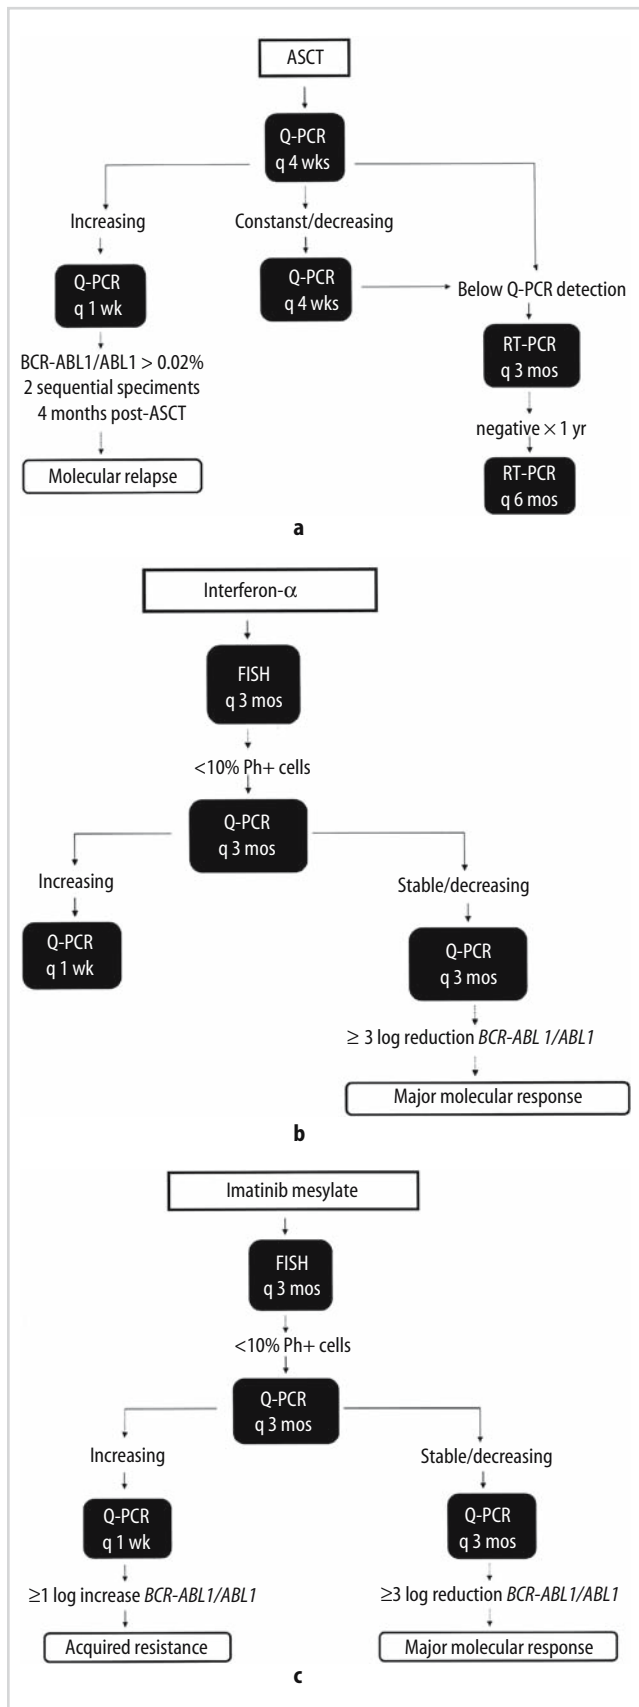 ASCT
Q-PCR
q 4 wks
Increasing
Constanst/decreasing
Q-PCR
q 1 wk
Q-PCR
q 4 wks
Below Q-PCR detection
BCR-ABL1/ABL1 > 0.02%
2 sequential speciments
4 months post-ASCT
RT-PCR
q 3 mos
negative × 1 yr
Molecular relapse
RT-PCR
q 6 mos
a
Interferon-α
FISH
q 3 mos
<10% Ph+ cells
Q-PCR
q 3 mos
Increasing
Stable/decreasing
Q-PCR
q 1 wk
Q-PCR
q 3 mos
≥ 3 log reduction BCR-ABL 1/ABL1
Major molecular response
b
Imatinib mesylate
FISH
q 3 mos
<10% Ph+ cells
Q-PCR
q 3 mos
Increasing
Stable/decreasing
Q-PCR
q 1 wk
Q-PCR
q 3 mos
≥1 log increase BCR-ABL1/ABL1
≥3 log reduction BCR-ABL1/ABL1
Acquired resistance
Major molecular response
c